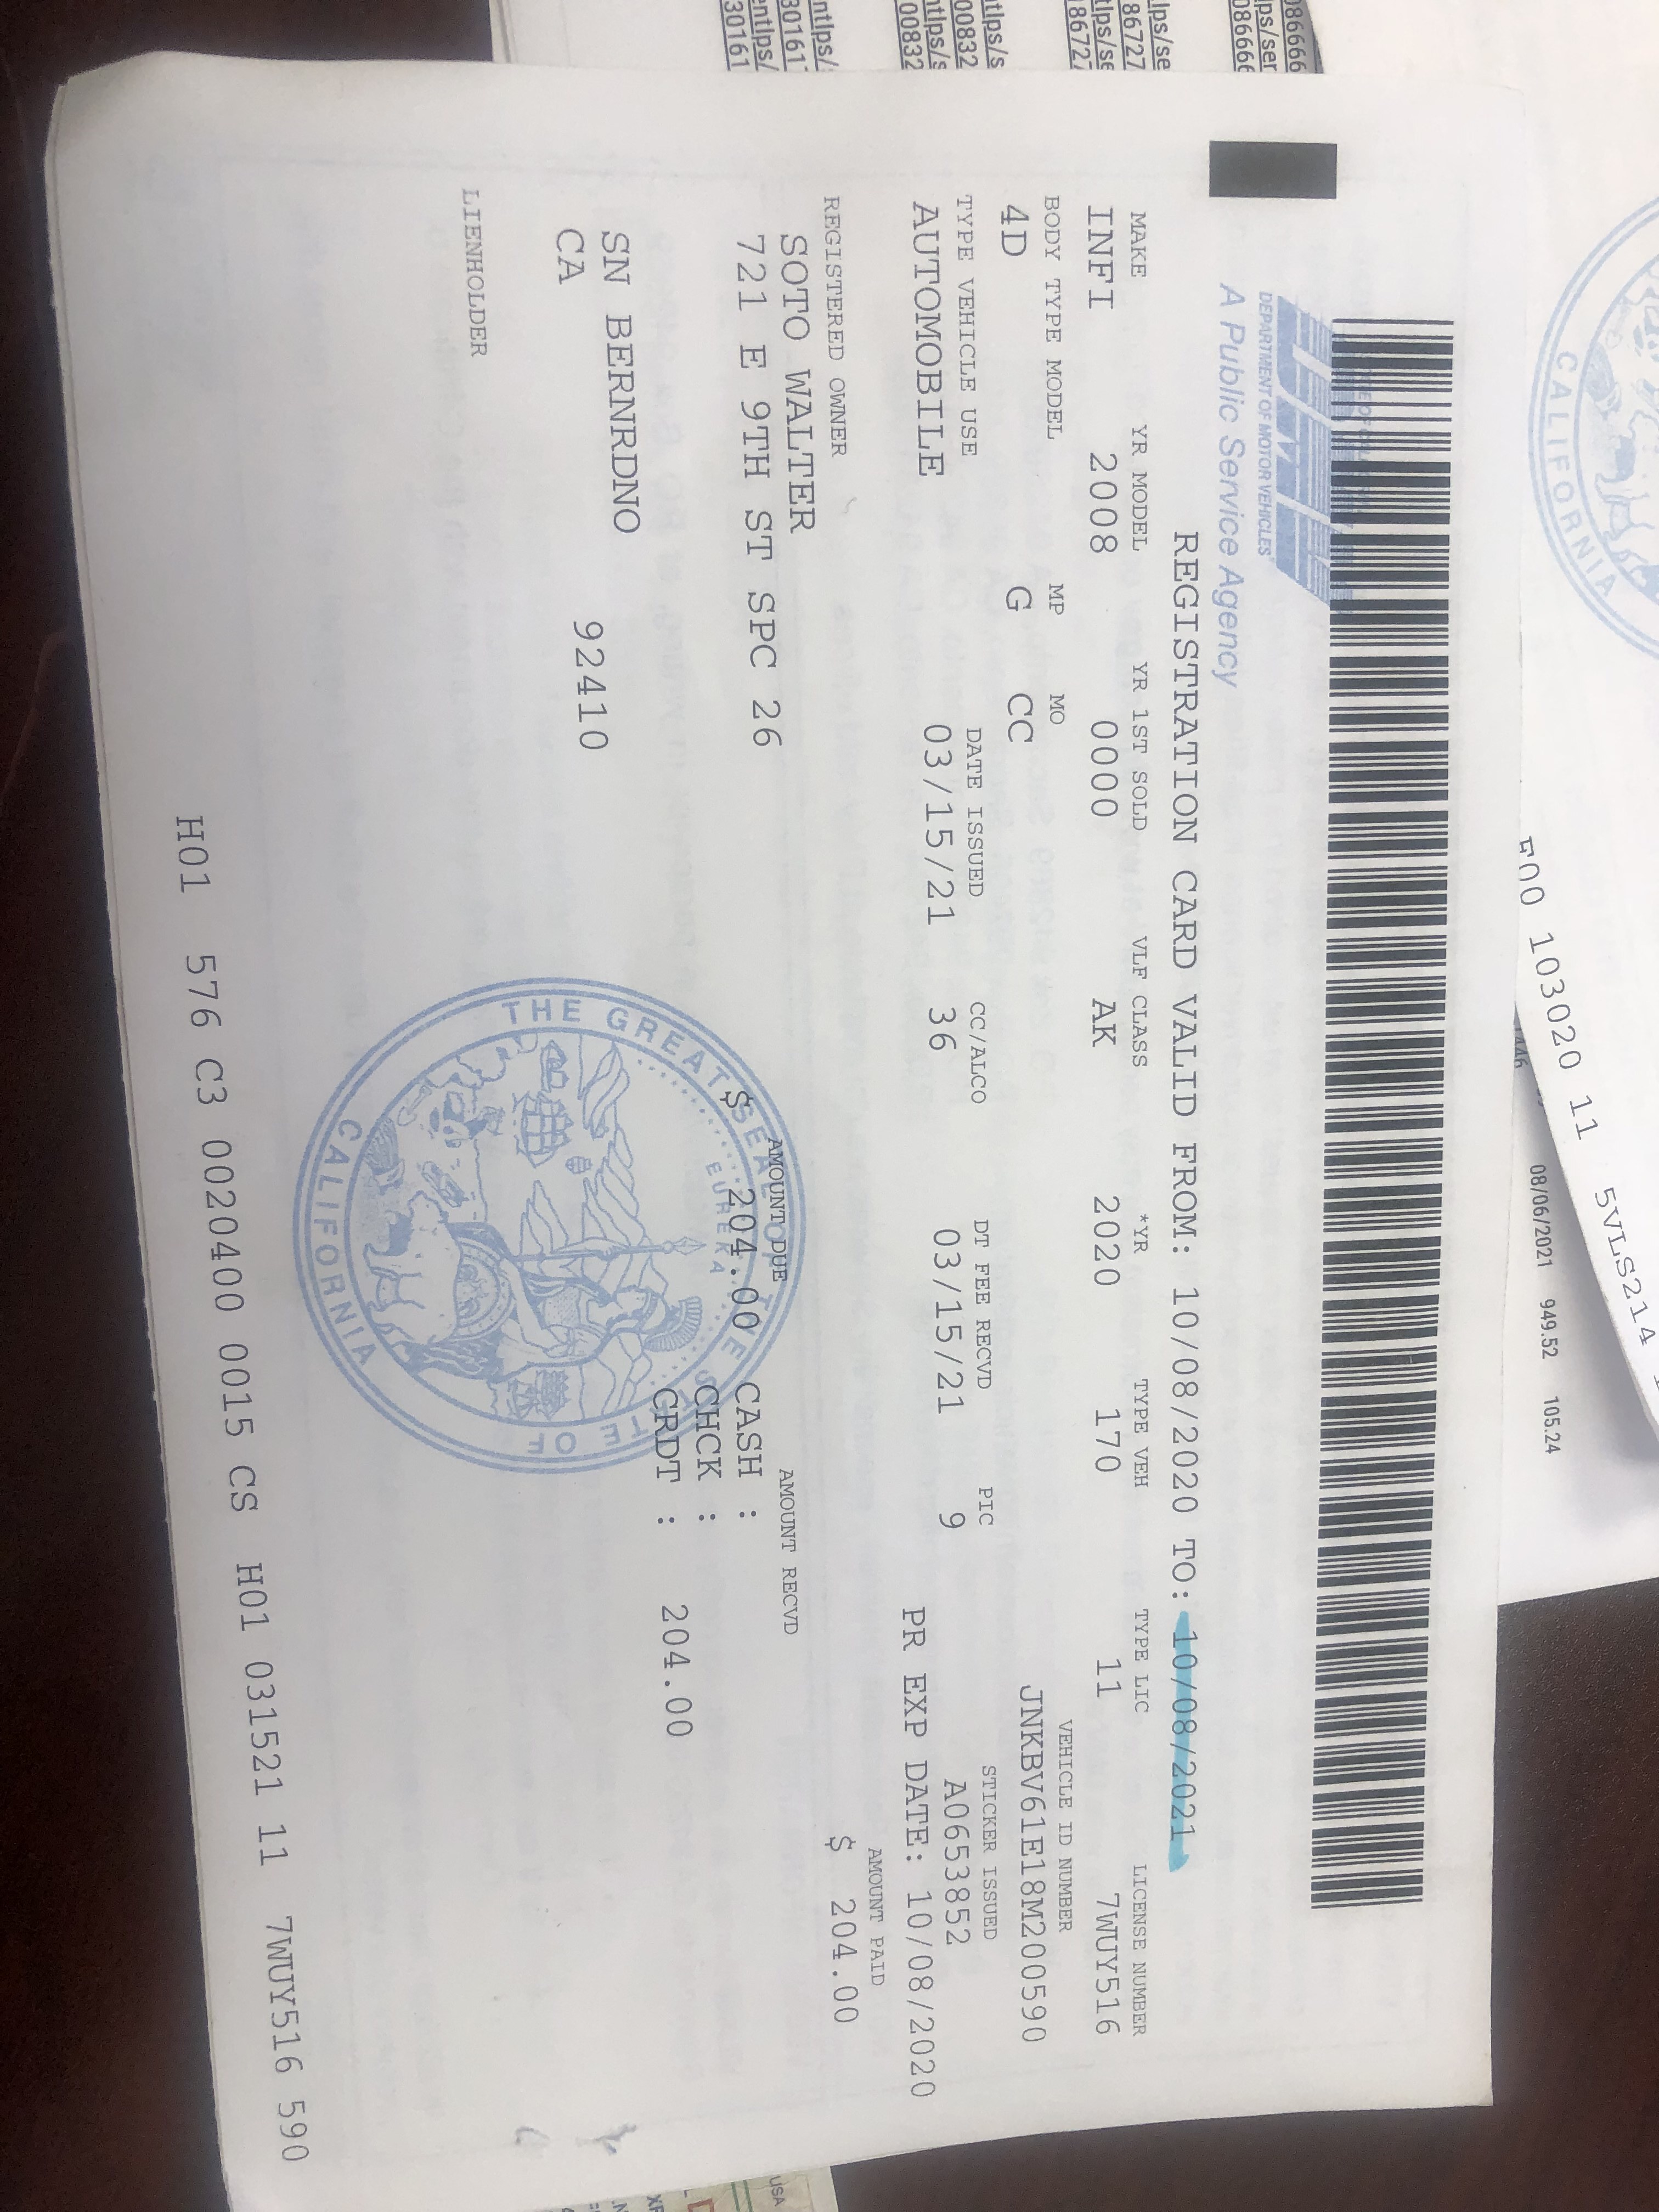 CALIFORNIA
E00 103020 11 5VLS214
08/06/2021 949.52 105.24
DEPARTMENT OF MOTOR VEHICLES
A Public Service Agency
REGISTRATION CARD VALID FROM: 10/08/2020 TO: 10/08/2021
MAKE YR MODEL YR 1ST SOLD VLF CLASS *YR TYPE VEH TYPE LIC LICENSE NUMBER
INFI 2008 0000 AK 2020 170 11 7WUY516
BODY TYPE MODEL MP MO VEHICLE ID NUMBER
4D G CC JNKBV61E18M200590
TYPE VEHICLE USE DATE ISSUED CC/ALCO DT FEE RECVD PIC STICKER ISSUED
AUTOMOBILE 03/15/21 36 03/15/21 9 A0653852
PR EXP DATE: 10/08/2020
AMOUNT PAID
$ 204.00
REGISTERED OWNER
SOTO WALTER
721 E 9TH ST SPC 26
AMOUNT DUE AMOUNT RECVD
$ 204.00 CASH :
CHCK :
CRDT : 204.00
SN BERNRDNO
CA 92410
LIENHOLDER
THE GREAT SEAL OF THE STATE OF CALIFORNIA
EUREKA
H01 576 C3 0020400 0015 CS H01 031521 11 7WUY516 590
086666
lps/ser
086666
lps/se
86727
tlps/se
86727
tlps/s
00832
ntlps/s
00832
ntlps/
30161
entlps/
30161
USA